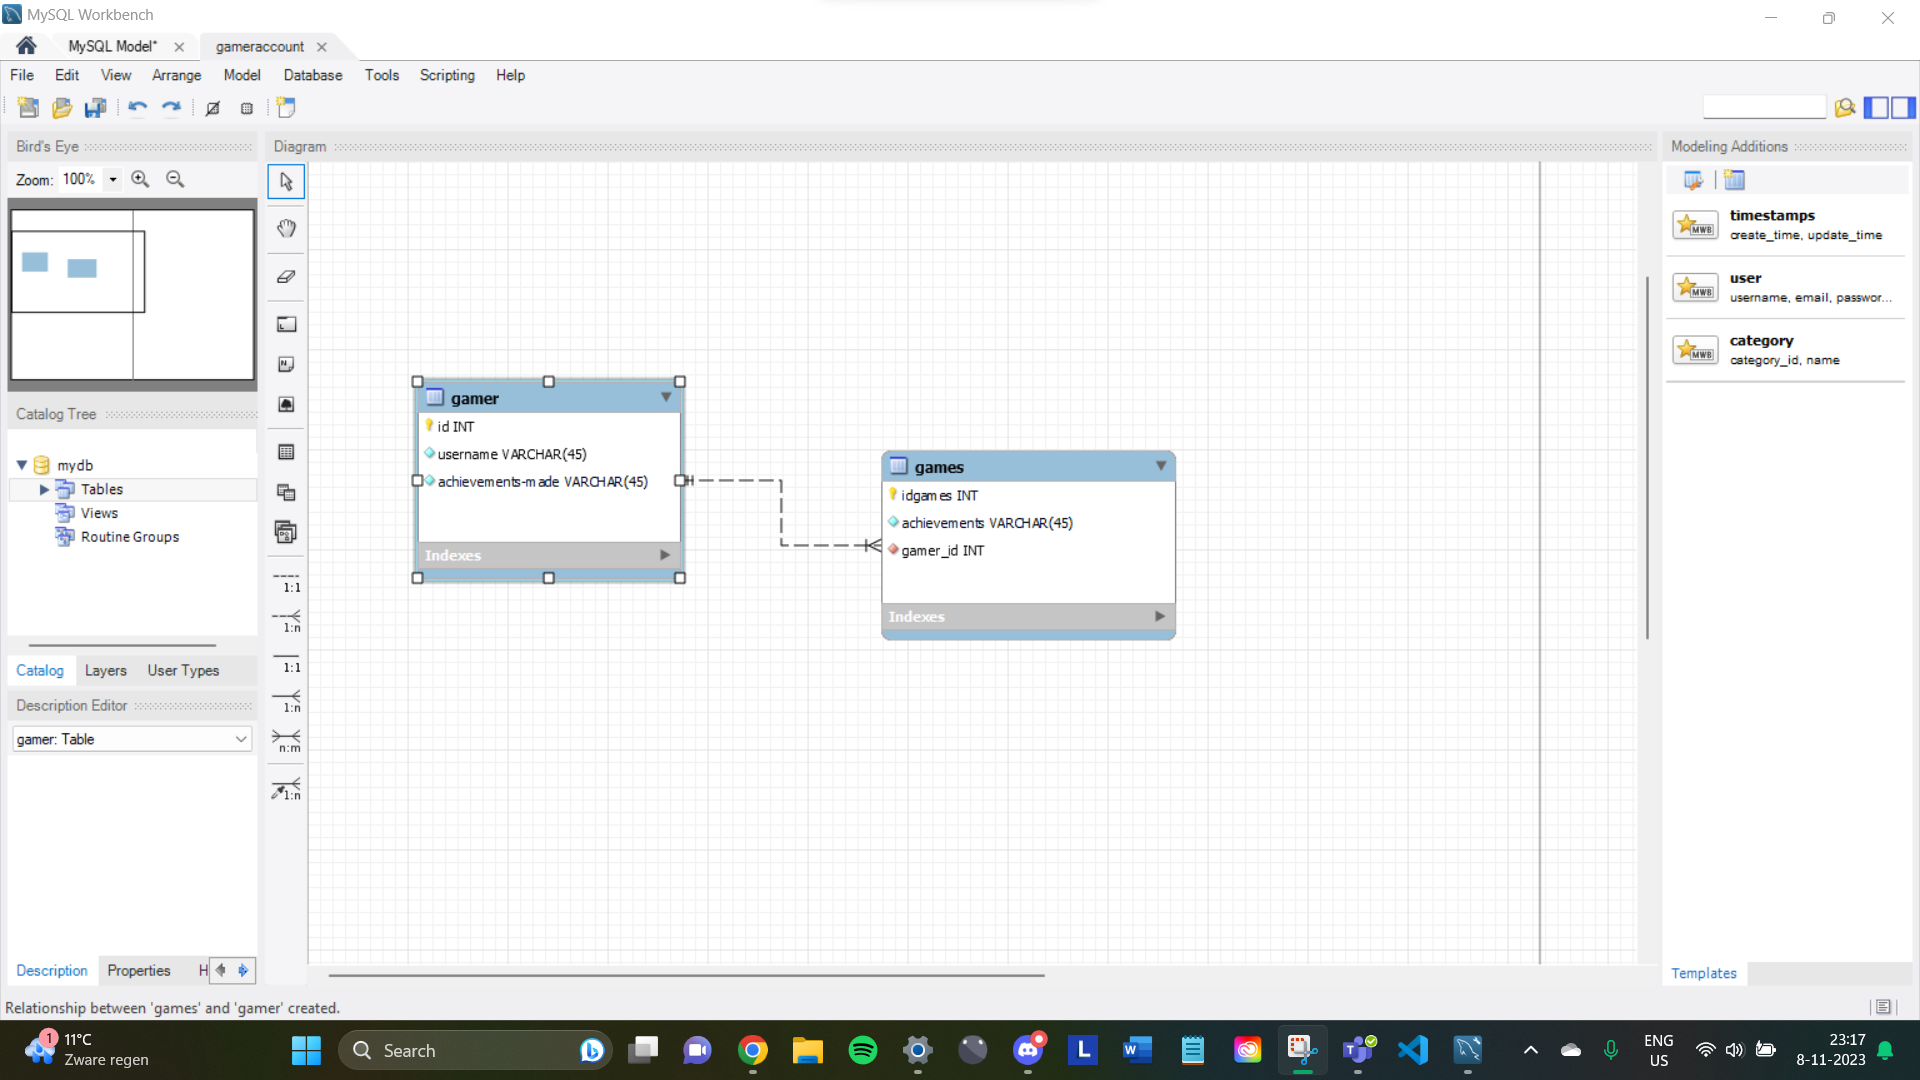 MySQL Workbench
MySQL Model*
gameraccount
File Edit View Arrange Model Database Tools Scripting Help
Bird's Eye
Zoom: 100%
Catalog Tree
mydb
Tables
Views
Routine Groups
Catalog Layers User Types
Description Editor
gamer: Table
Description Properties H
Diagram
1:1
1:n
1:1
1:n
n:m
1:n
gamer
id INT
username VARCHAR(45)
achievements-made VARCHAR(45)
Indexes
games
idgames INT
achievements VARCHAR(45)
gamer_id INT
Indexes
Modeling Additions
MWB
timestamps
create_time, update_time
MWB
user
username, email, passwor...
MWB
category
category_id, name
Templates
Relationship between 'games' and 'gamer' created.
1
11°C
Zware regen
Search
L
W
T
ENG
US
23:17
8-11-2023